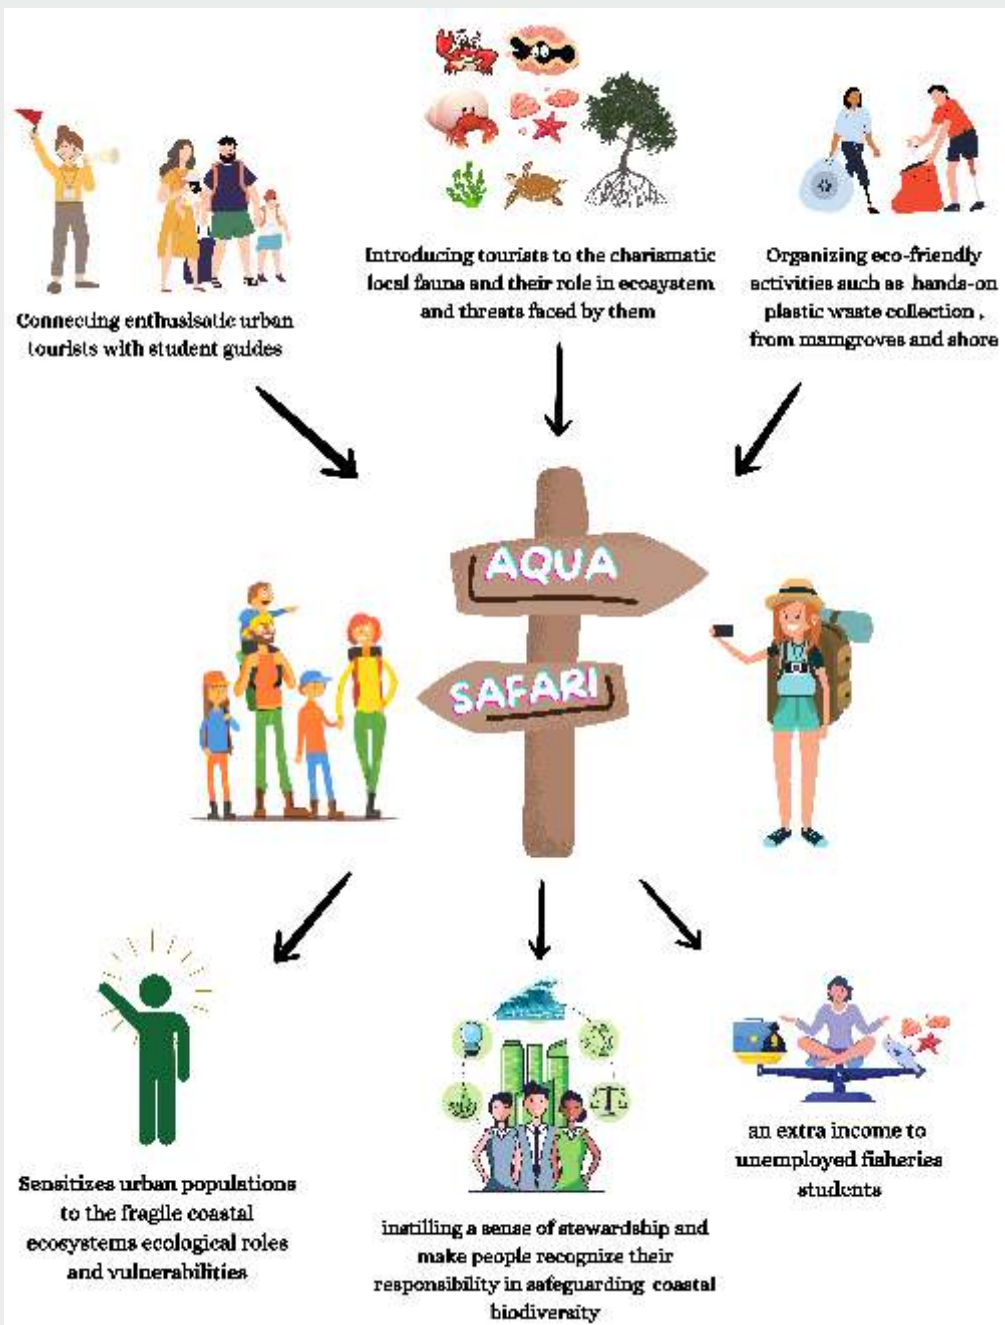 Connecting enthusisatic urban
tourists with student guides
Introducing tourists to the charismatic
local fauna and their role in ecosystem
and threats faced by them
Organizing eco-friendly
activities such as hands-on
plastic waste collection ,
from mamgroves and shore
AQUA
SAFARI
Sensitizes urban populations
to the fragile coastal
ecosystems ecological roles
and vulnerabilities
instilling a sense of stewardship and
make people recognize their
responsibility in safeguarding coastal
biodiversity
an extra income to
unemployed fisheries
students